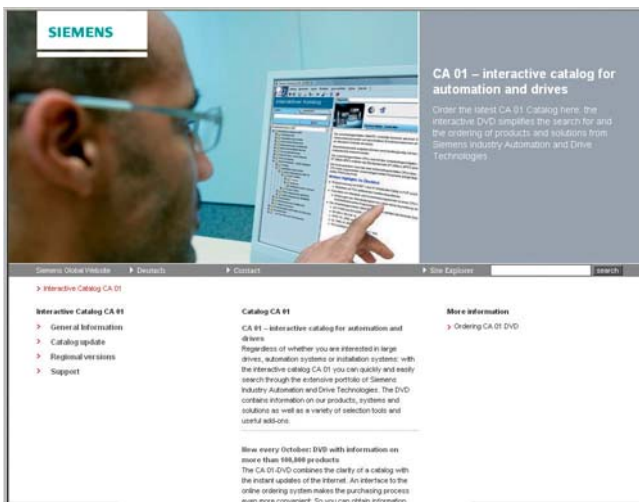 SIEMENS
CA 01 – interactive catalog for
automation and drives
Order the latest CA 01 Catalog here: the
interactive DVD simplifies the search for and
the ordering of products and solutions from
Siemens Industry Automation and Drive
Technologies
Siemens Global Website Deutsch Contact Site Explorer search
Interactive Catalog CA 01
Interactive Catalog CA 01
General Information
Catalog update
Regional versions
Support
Catalog CA 01
CA 01 – interactive catalog for automation and
drives
Regardless of whether you are interested in large
drives, automation systems or installation systems: with
the interactive catalog CA 01 you can quickly and easily
search through the extensive portfolio of Siemens
Industry Automation and Drive Technologies. The DVD
contains information on our products, systems and
solutions as well as a variety of selection tools and
useful add-ons.
New every October: DVD with information on
more than 100,000 products
The CA 01-DVD combines the clarity of a catalog with
the instant updates of the Internet. An interface to the
online ordering system makes the purchasing process
even more convenient. So you can obtain information
More information
Ordering CA 01 DVD